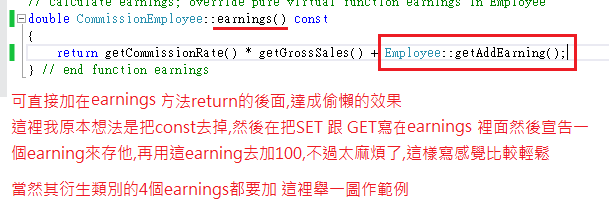 // Calculate earnings; override pure virtual function earnings in Employee
double CommissionEmployee::earnings() const
{
return getCommissionRate() * getGrossSales() + Employee::getAddEarning();
} // end function earnings
可直接加在earnings 方法return的後面,達成偷懶的效果
這裡我原本想法是把const去掉,然後在把SET 跟 GET寫在earnings 裡面然後宣告一
個earning來存他,再用這earning去加100,不過太麻煩了,這樣寫感覺比較輕鬆
當然其衍生類別的4個earnings都要加 這裡舉一圖作範例